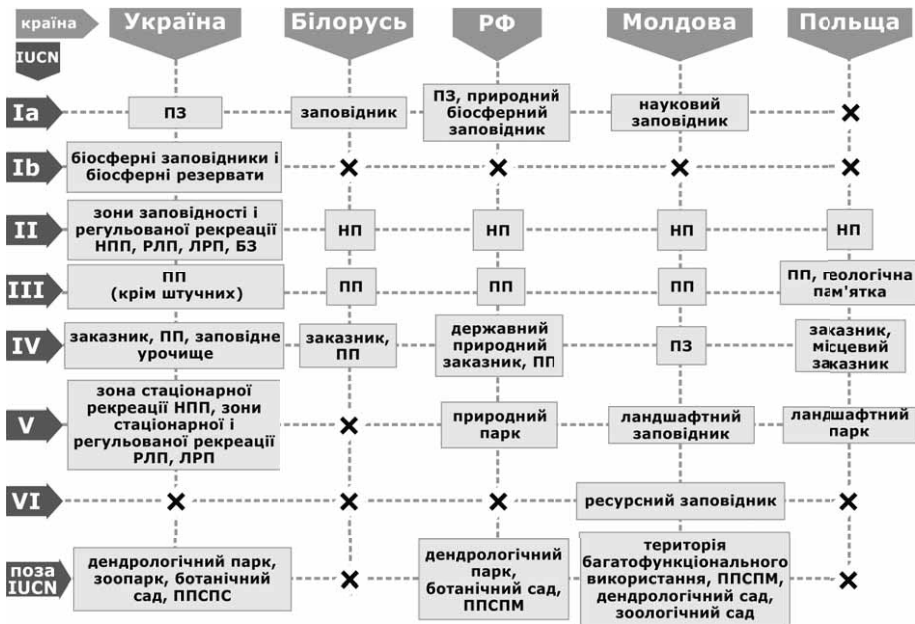 країна
Україна
Білорусь
РФ
Молдова
Польща
IUCN
Ia
ПЗ
заповідник
ПЗ, природний
біосферний
заповідник
науковий
заповідник
Ib
біосферні заповідники і
біосферні резервати
II
зони заповідності і
регульованої рекреації
НПП, РЛП, ЛРП, БЗ
НП
НП
НП
НП
III
ПП
(крім штучних)
ПП
ПП
ПП
ПП, геологічна
пам'ятка
IV
заказник, ПП, заповідне
урочище
заказник,
ПП
державний
природний
заказник, ПП
ПЗ
заказник,
місцевий
заказник
V
зона стаціонарної
рекреації НПП, зони
стаціонарної і
регульованої рекреації
РЛП, ЛРП
природний
парк
ландшафтний
заповідник
ландшафтний
парк
VI
ресурсний заповідник
поза
IUCN
дендрологічний парк,
зоопарк, ботанічний
сад, ППСПС
дендрологічний
парк,
ботанічний сад,
ППСПМ
територія
багатофункціонального
використання, ППСПМ,
дендрологічний сад,
зоологічний сад